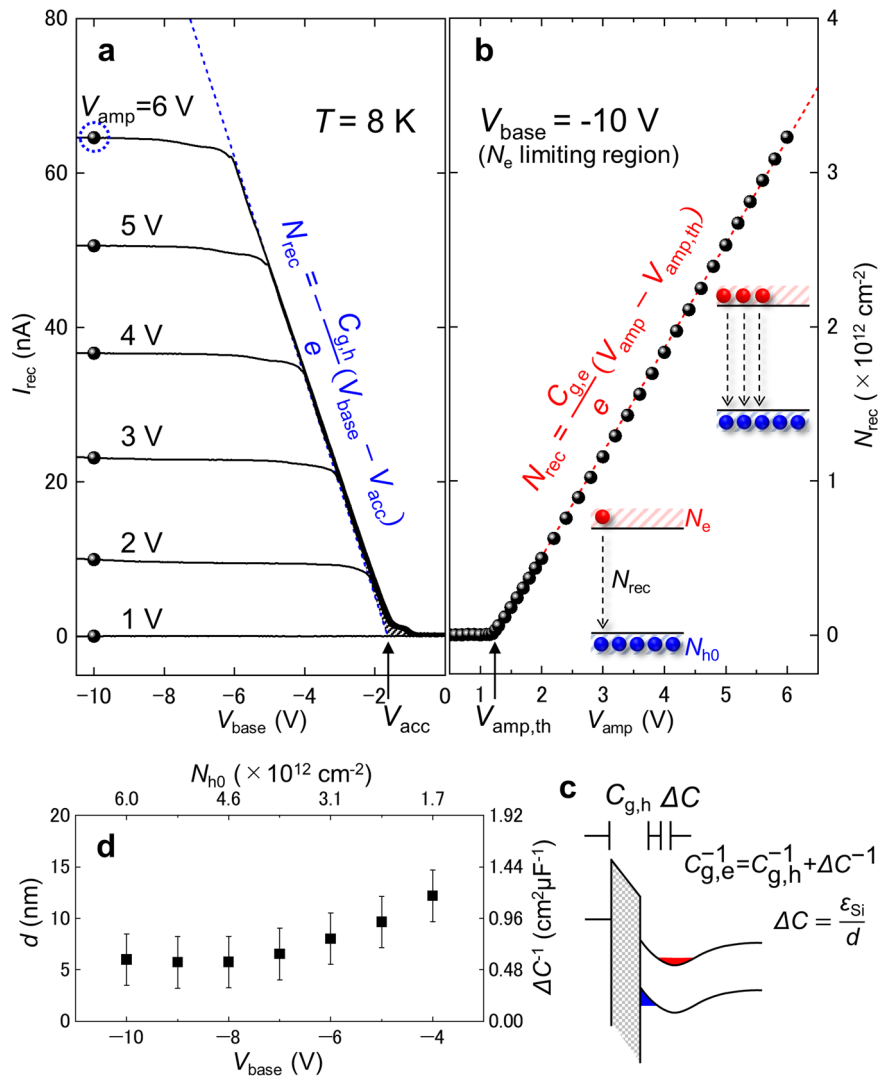 a
V_amp=6 V
T = 8 K
5 V
4 V
3 V
2 V
1 V
N_rec = - C_g,h/e (V_base − V_acc)
80
60
40
20
0
I_rec (nA)
−10 −8 −6 −4 −2 0
V_base (V)
V_acc
b
V_base = -10 V
(N_e limiting region)
N_rec = C_g,e/e (V_amp − V_amp,th)
N_e
N_rec
N_h0
4
3
2
1
0
N_rec (×10^12 cm^-2)
1 2 3 4 5 6
V_amp,th
V_amp (V)
N_h0 (×10^12 cm^-2)
6.0 4.6 3.1 1.7
d
20
15
10
5
0
d (nm)
1.92
1.44
0.96
0.48
0.00
ΔC^-1 (cm^2μF^-1)
−10 −8 −6 −4
V_base (V)
c
C_g,h ΔC
C_g,e^-1=C_g,h^-1+ΔC^-1
ΔC = ε_Si/d